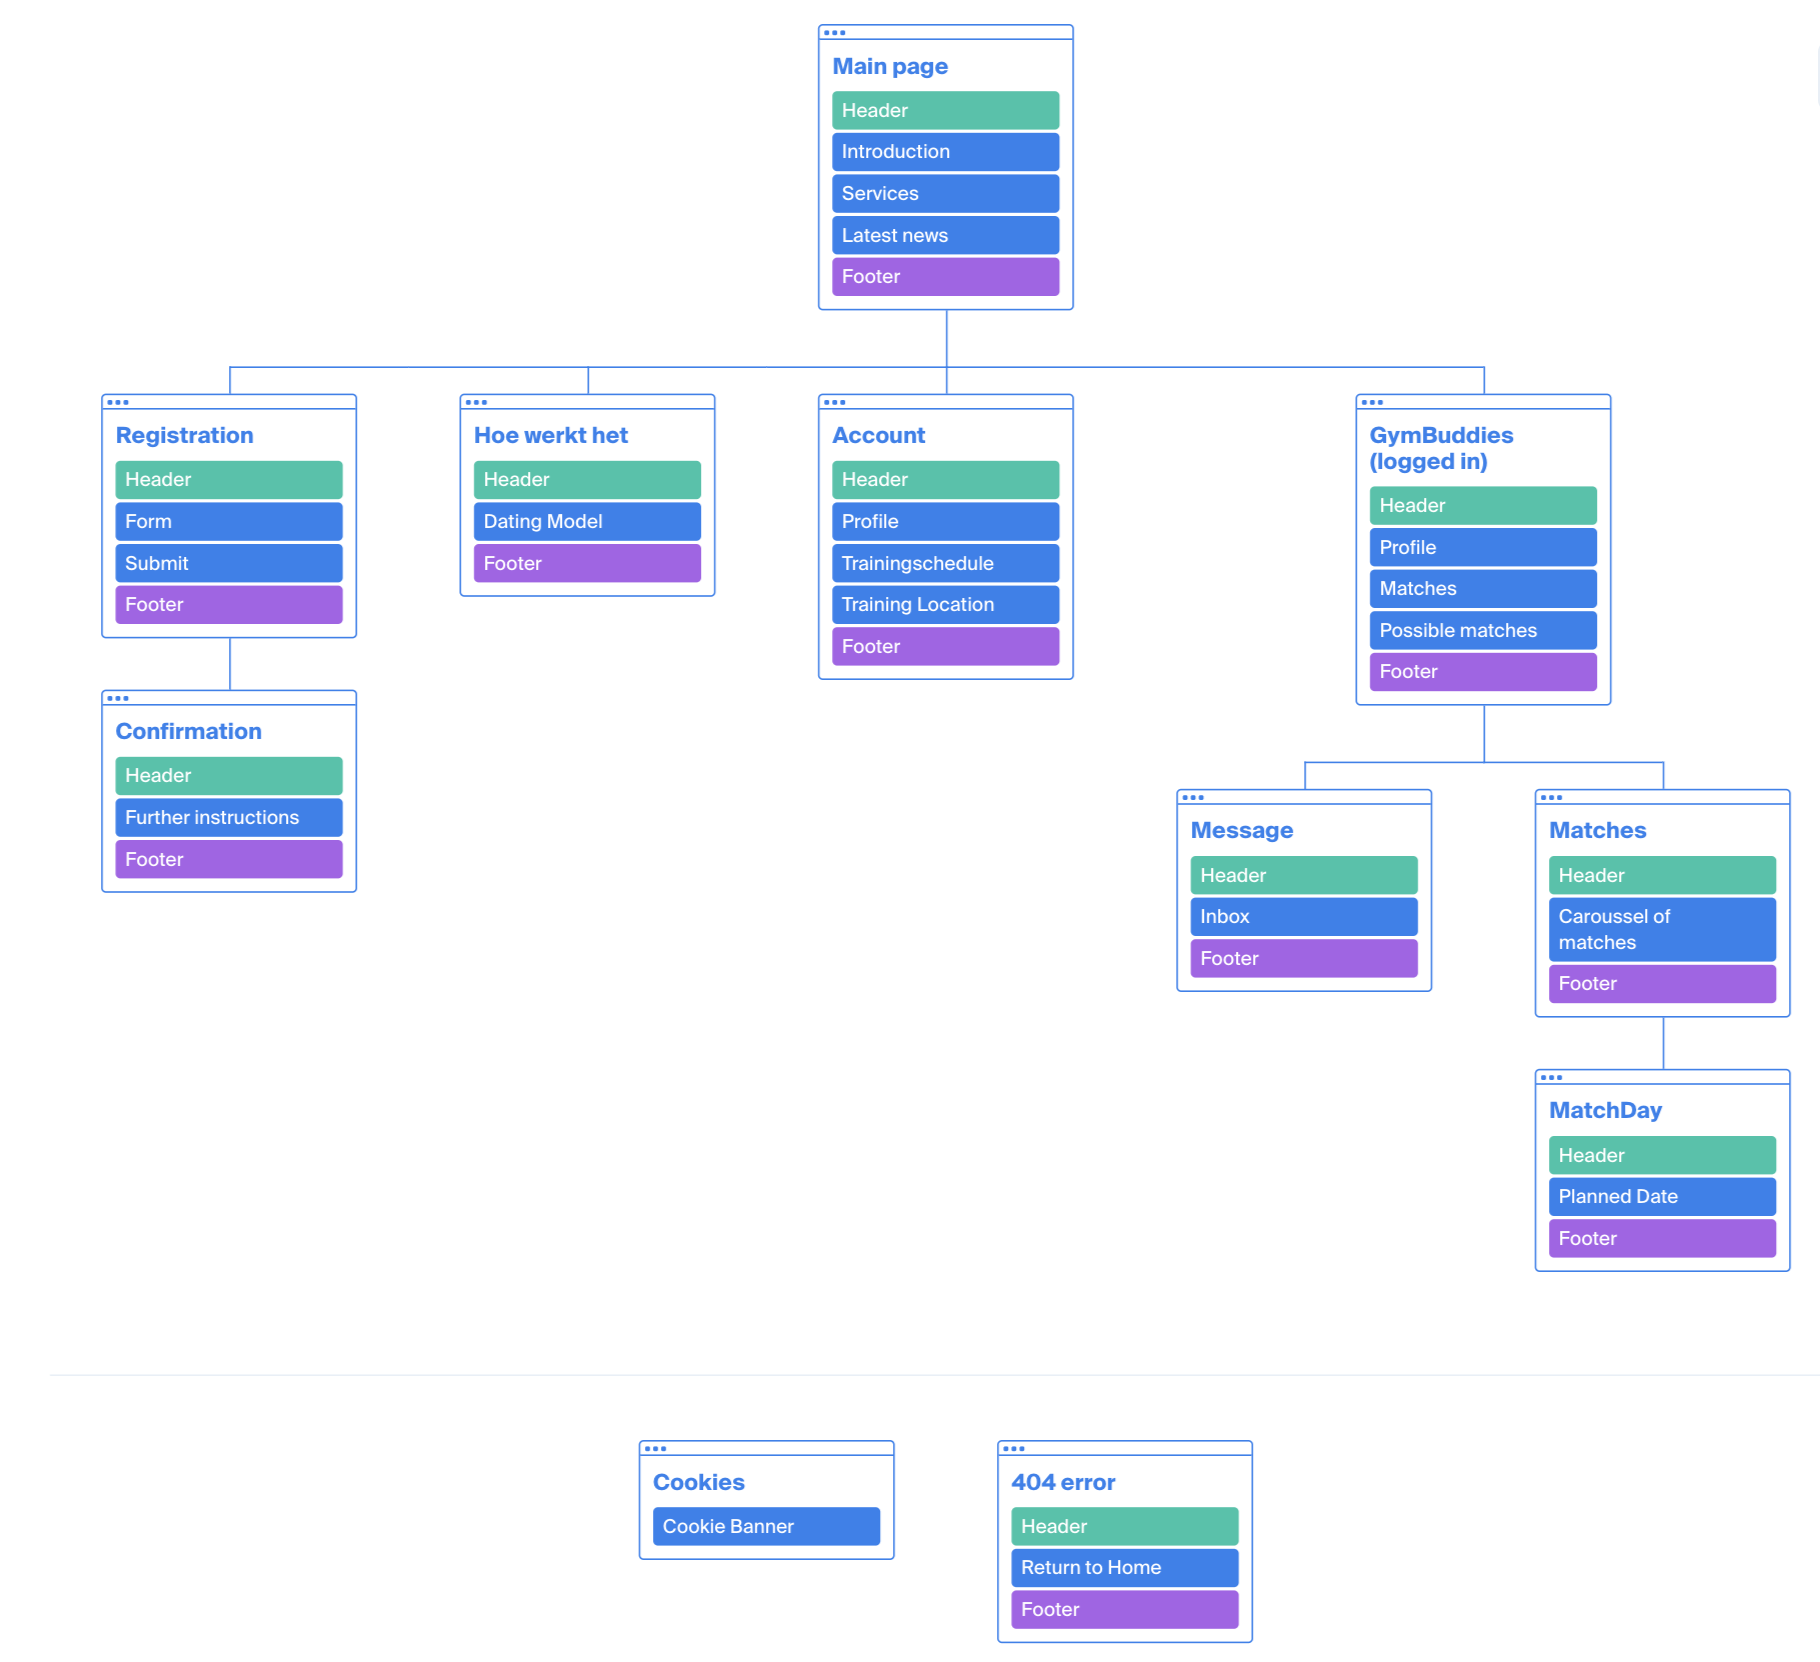 Main page
Header
Introduction
Services
Latest news
Footer
Registration
Header
Form
Submit
Footer
Hoe werkt het
Header
Dating Model
Footer
Account
Header
Profile
Trainingschedule
Training Location
Footer
GymBuddies
(logged in)
Header
Profile
Matches
Possible matches
Footer
Confirmation
Header
Further instructions
Footer
Message
Header
Inbox
Footer
Matches
Header
Caroussel of
matches
Footer
MatchDay
Header
Planned Date
Footer
Cookies
Cookie Banner
404 error
Header
Return to Home
Footer